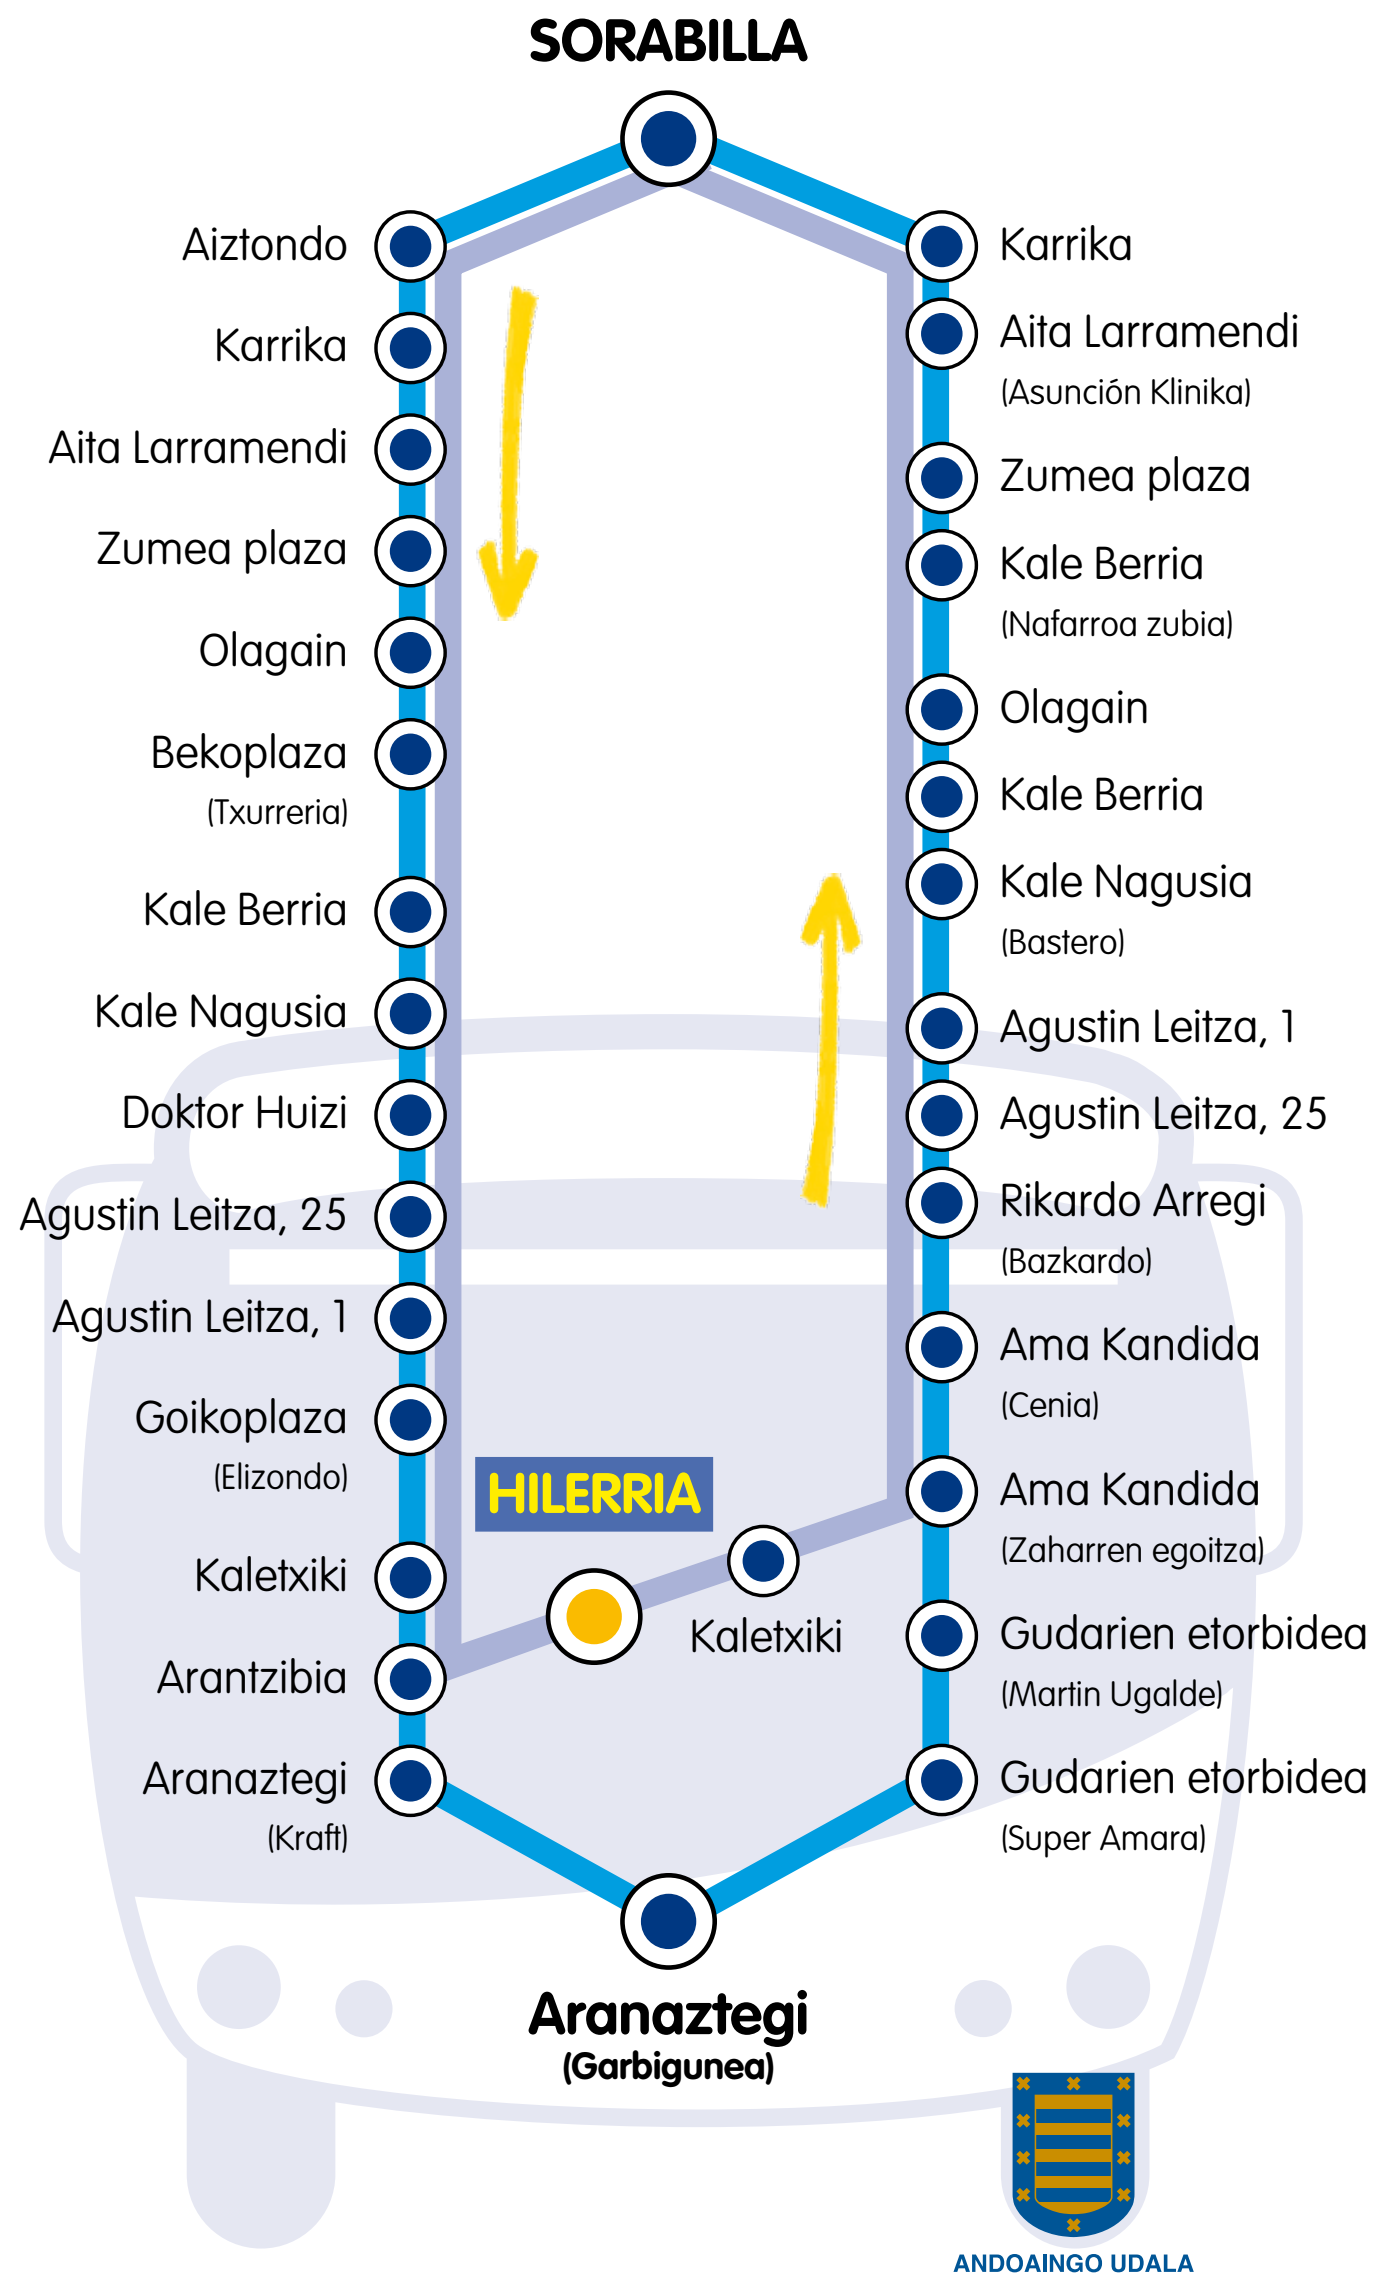 SORABILLA
Aiztondo
Karrika
Aita Larramendi
Zumea plaza
Olagain
Bekoplaza
(Txurreria)
Kale Berria
Kale Nagusia
Doktor Huizi
Agustin Leitza, 25
Agustin Leitza, 1
Goikoplaza
(Elizondo)
Kaletxiki
Arantzibia
Aranaztegi
(Kraft)
HILERRIA
Kaletxiki
Karrika
Aita Larramendi
(Asunción Klinika)
Zumea plaza
Kale Berria
(Nafarroa zubia)
Olagain
Kale Berria
Kale Nagusia
(Bastero)
Agustin Leitza, 1
Agustin Leitza, 25
Rikardo Arregi
(Bazkardo)
Ama Kandida
(Cenia)
Ama Kandida
(Zaharren egoitza)
Gudarien etorbidea
(Martin Ugalde)
Gudarien etorbidea
(Super Amara)
Aranaztegi
(Garbigunea)
ANDOAINGO UDALA